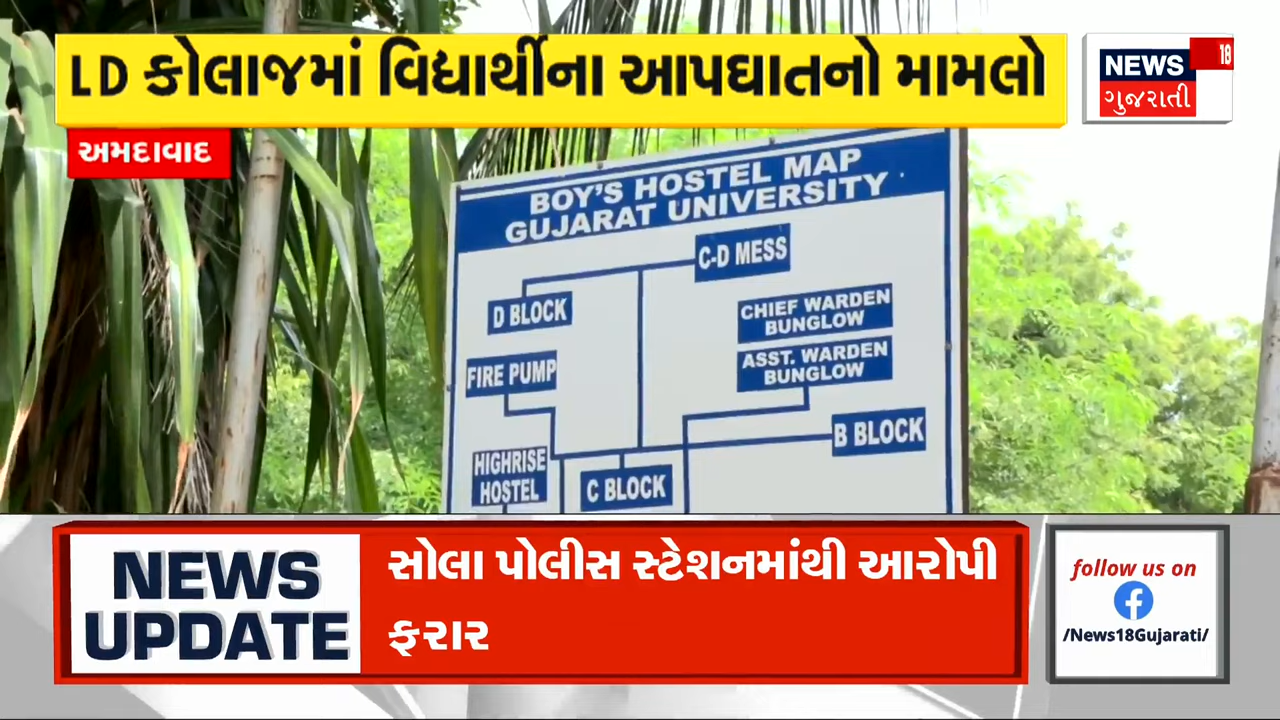 LD કોલાજમાં વિદ્યાર્થીના આપઘાતનો મામલો
NEWS 18
ગુજરાતી
અમદાવાદ
BOY'S HOSTEL MAP
GUJARAT UNIVERSITY
C-D MESS
D BLOCK
CHIEF WARDEN
BUNGLOW
FIRE PUMP
ASST. WARDEN
BUNGLOW
B BLOCK
HIGHRISE
HOSTEL
C BLOCK
NEWS
UPDATE
સોલા પોલીસ સ્ટેશનમાંથી આરોપી
ફરાર
follow us on
/News18Gujarati/